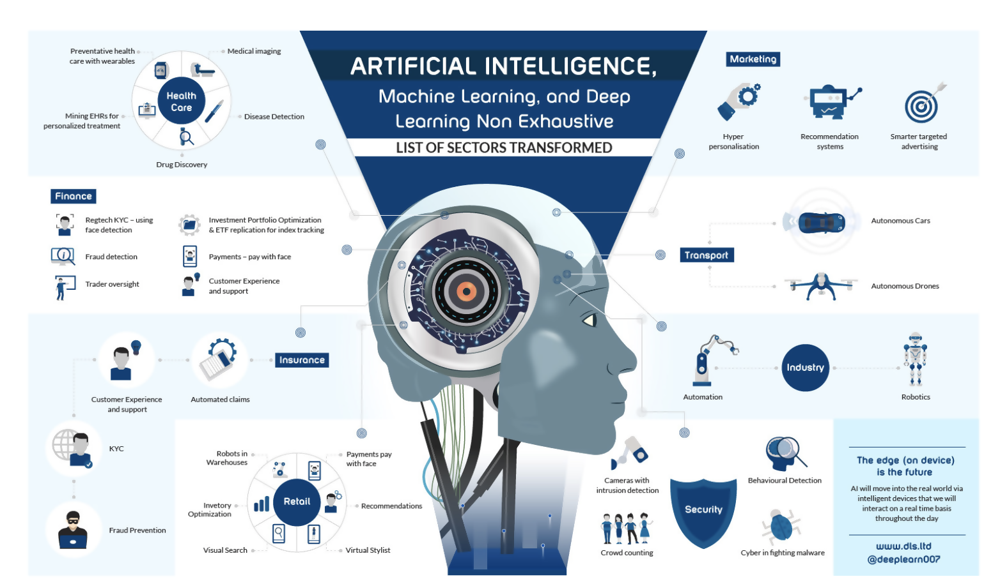 ARTIFICIAL INTELLIGENCE,
Machine Learning, and Deep
Learning Non Exhaustive
LIST OF SECTORS TRANSFORMED
Preventative health
care with wearables
Medical imaging
Health
Care
Mining EHRs for
personalized treatment
Disease Detection
Drug Discovery
Marketing
Hyper
personalisation
Recommendation
systems
Smarter targeted
advertising
Finance
Regtech KYC – using
face detection
Investment Portfolio Optimization
& ETF replication for index tracking
Fraud detection
Payments – pay with face
Trader oversight
Customer Experience
and support
Transport
Autonomous Cars
Autonomous Drones
Insurance
Automated claims
Customer Experience
and support
KYC
Fraud Prevention
Industry
Automation
Robotics
Retail
Robots in
Warehouses
Payments pay
with face
Invetory
Optimization
Recommendations
Visual Search
Virtual Stylist
Security
Cameras with
intrusion detection
Behavioural Detection
Crowd counting
Cyber in fighting malware
The edge (on device)
is the future
AI will move into the real world via
intelligent devices that we will
interact on a real time basis
throughout the day
www.dls.ltd
@deeplearn007